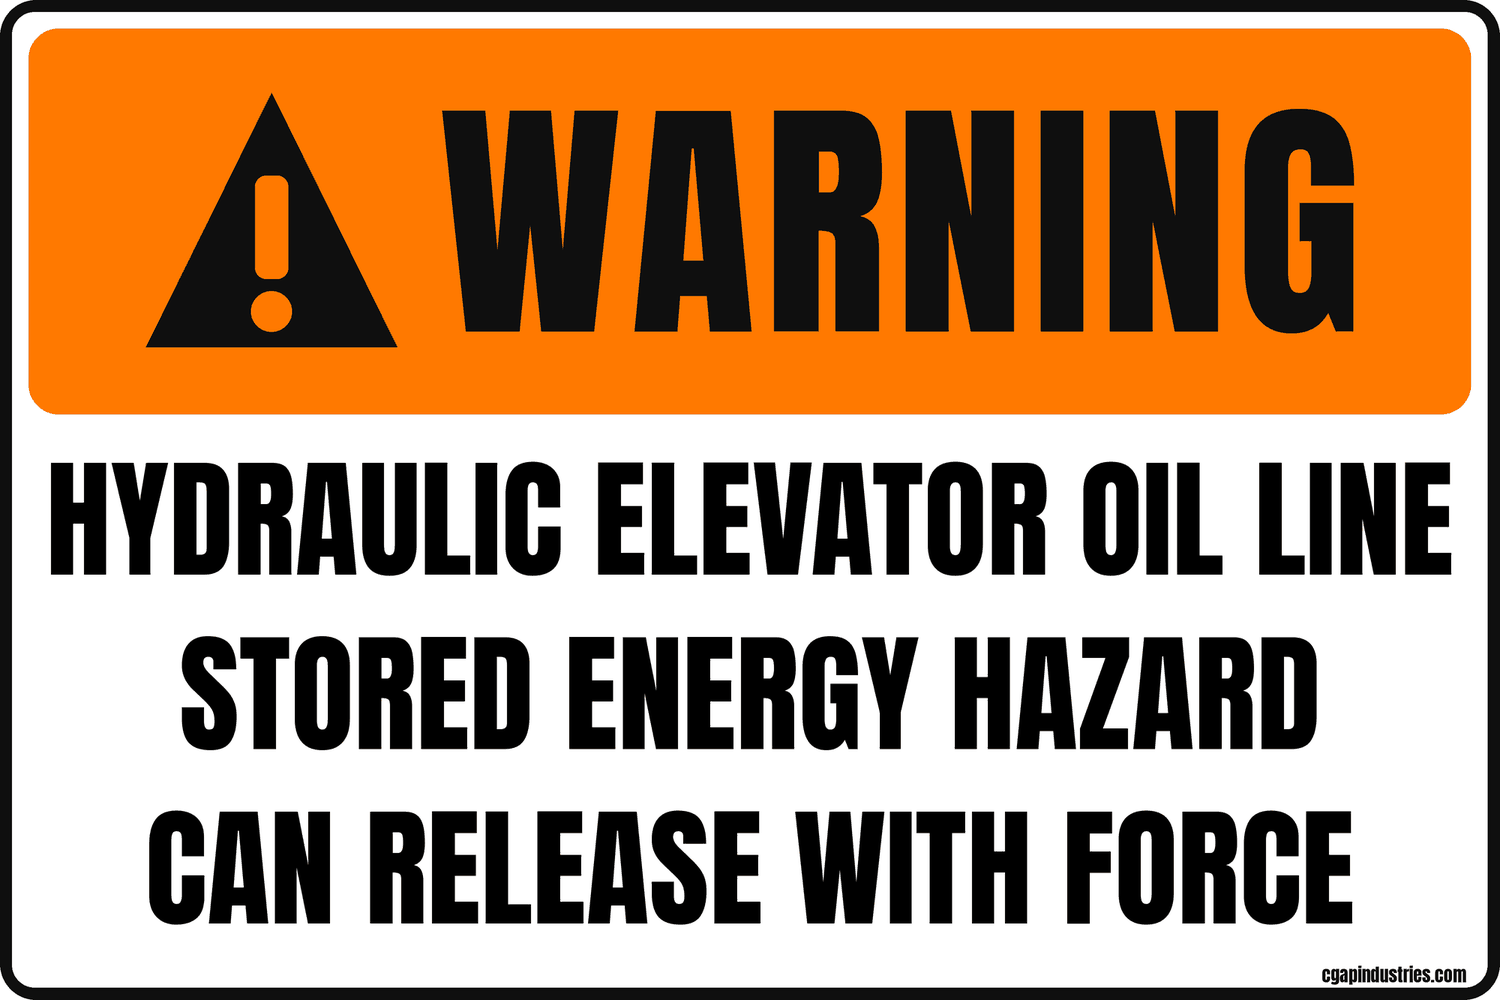 WARNING
HYDRAULIC ELEVATOR OIL LINE
STORED ENERGY HAZARD
CAN RELEASE WITH FORCE
cgapindustries.com